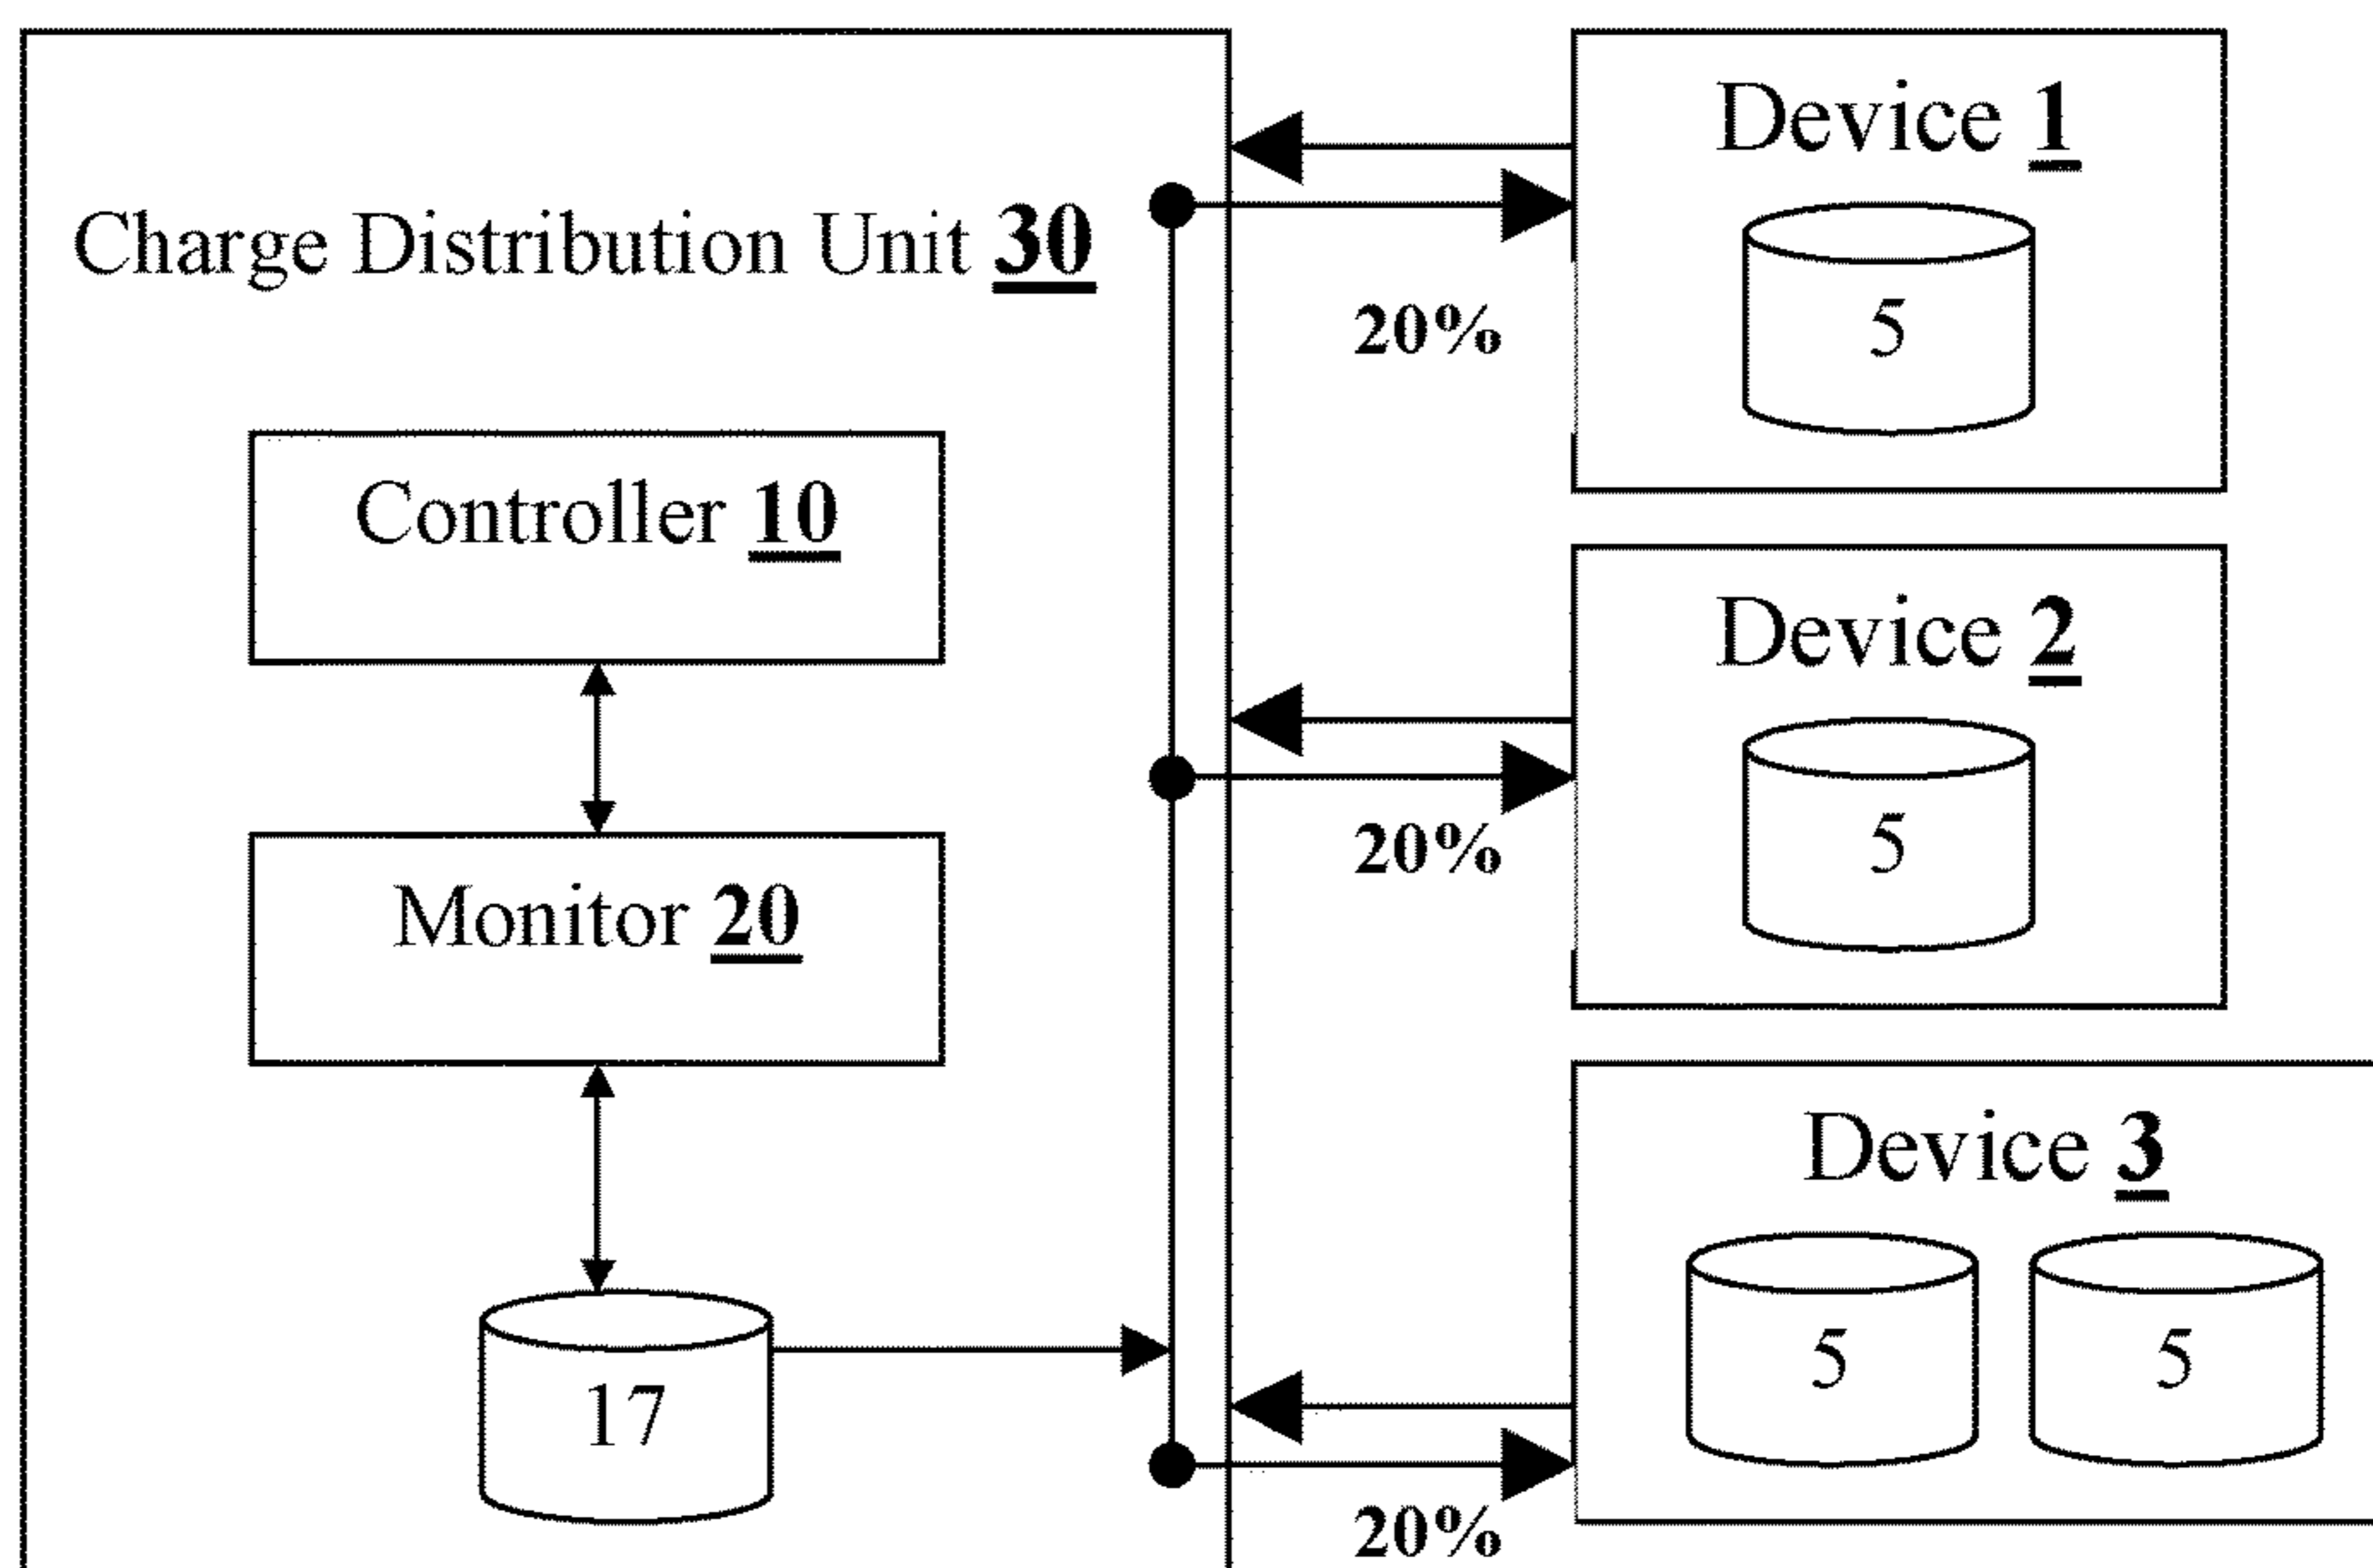 Charge Distribution Unit 30
Controller 10
Monitor 20
17
20%
20%
20%
Device 1
5
Device 2
5
Device 3
5 5